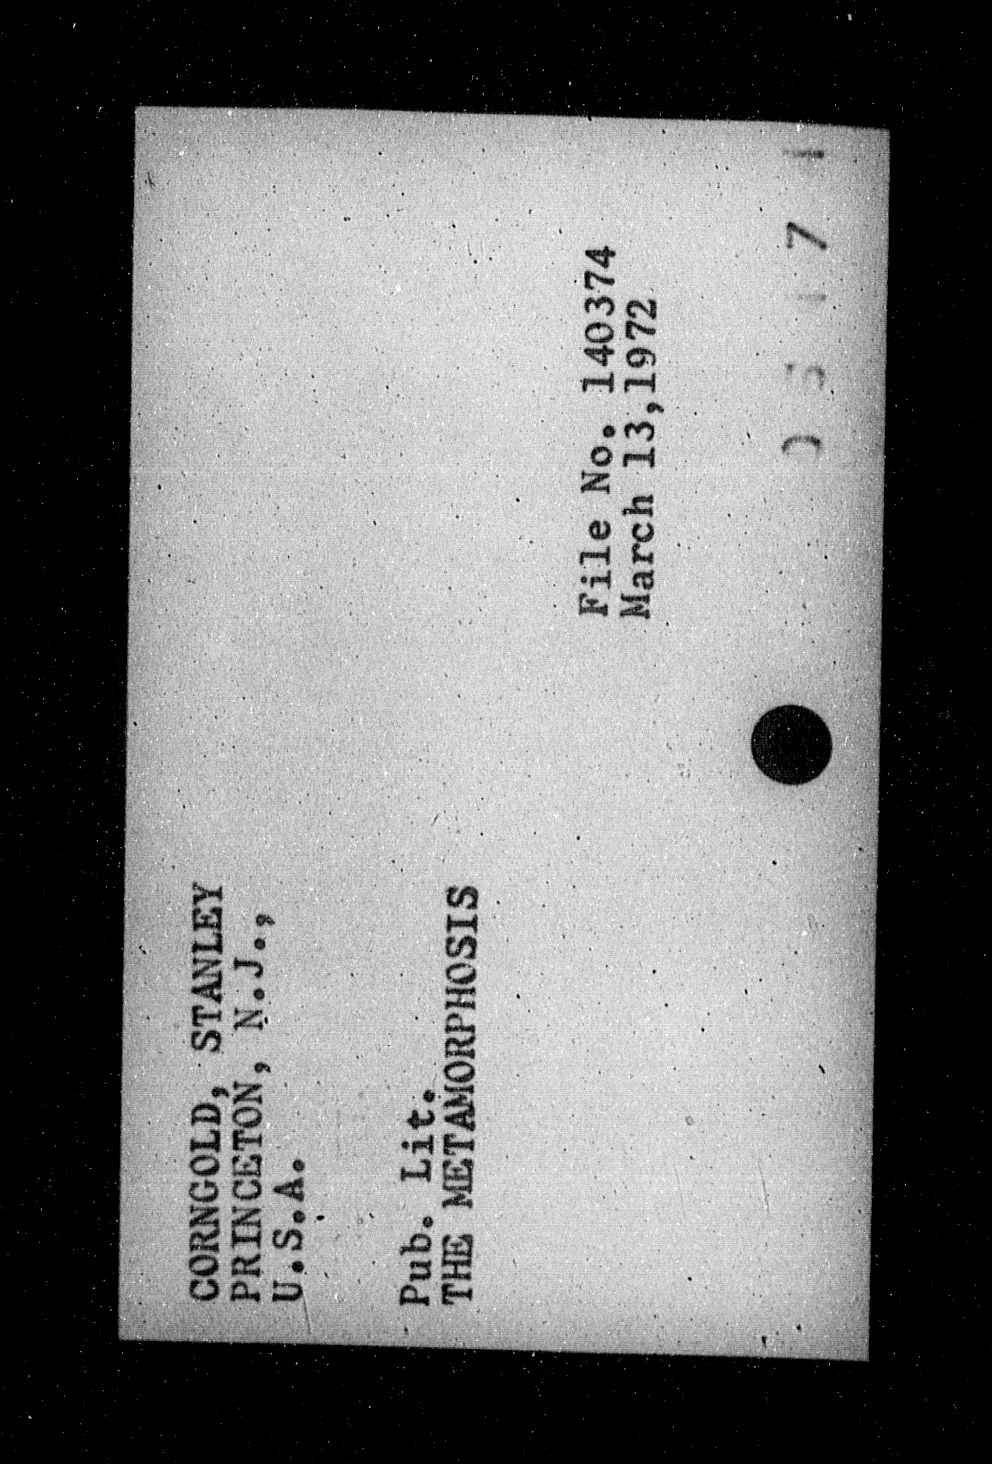 CORNGOLD, STANLEY
PRINCETON, N.J.,
U.S.A.
Pub. Lit.
THE METAMORPHOSIS
File No. 140374
March 13,1972